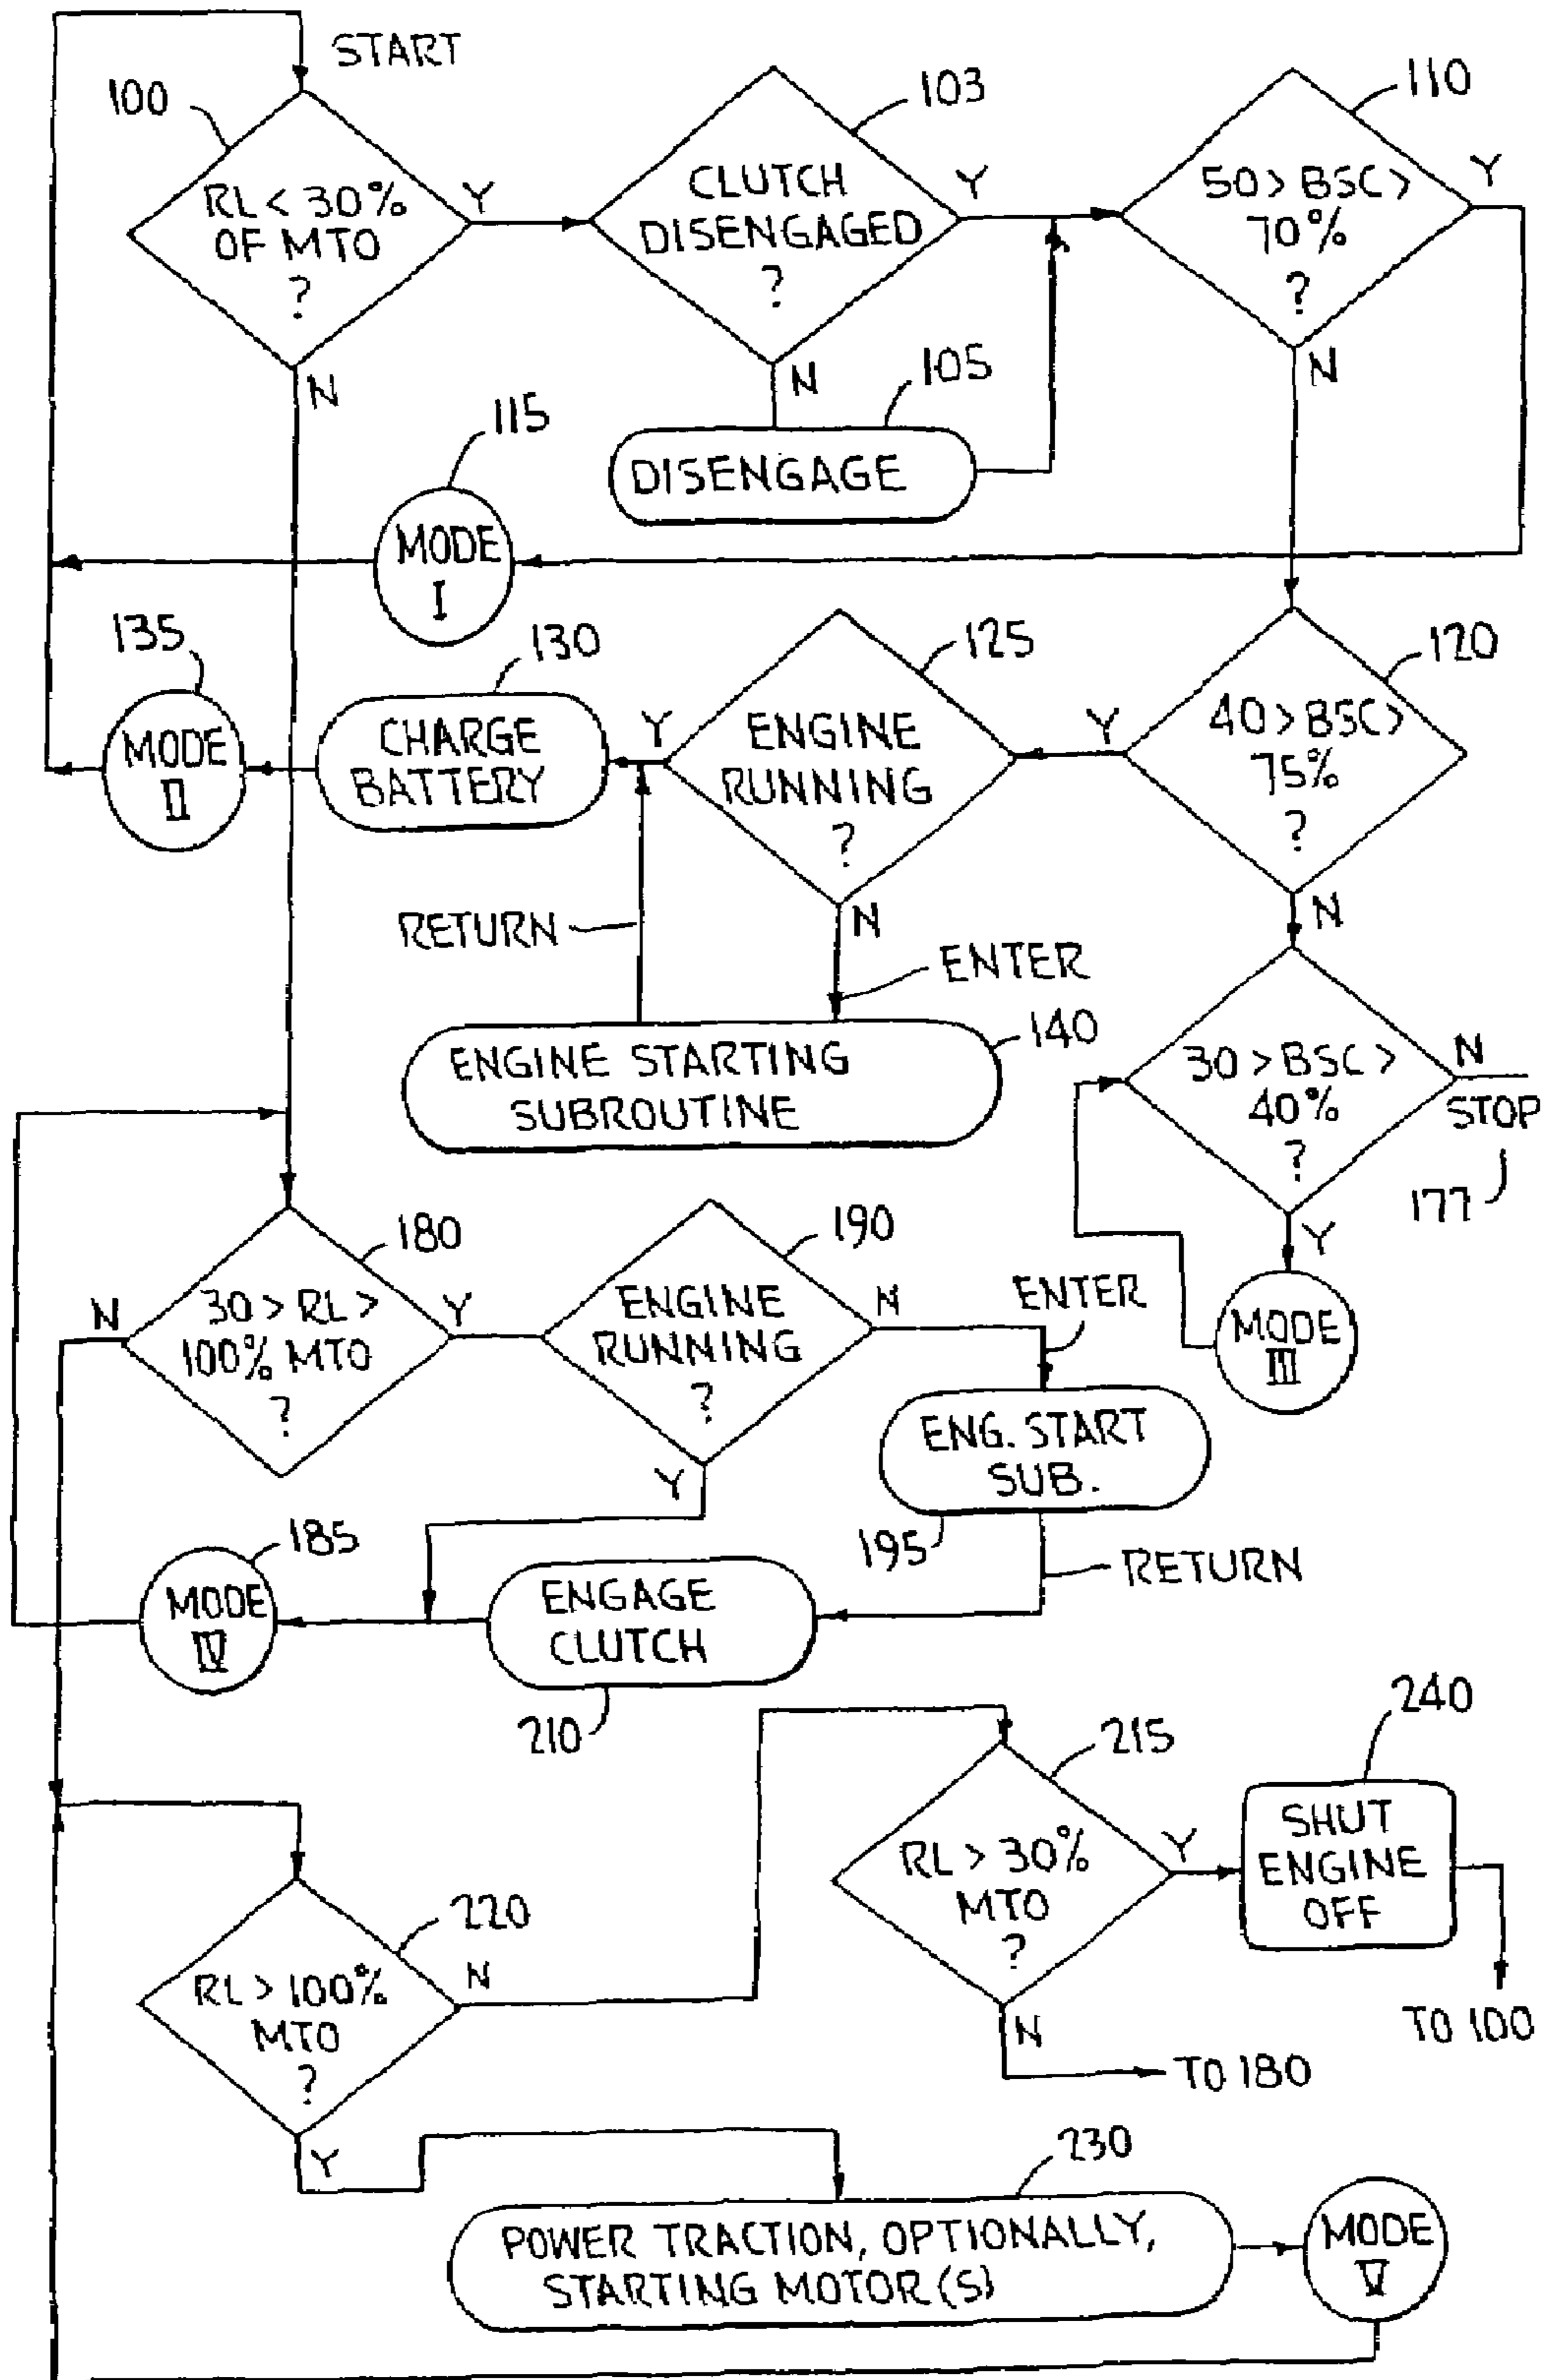 START
100
RL < 30%
OF MTO
?
Y
N
103
CLUTCH
DISENGAGED
?
Y
N
110
50 > BSC >
70%
?
Y
N
105
DISENGAGE
115
MODE
I
135
MODE
II
130
CHARGE
BATTERY
Y
125
ENGINE
RUNNING
?
N
Y
120
40 > BSC >
75%
?
N
RETURN
ENTER
140
ENGINE STARTING
SUBROUTINE
30 > BSC >
40%
?
N
STOP
177
Y
MODE
III
180
N
30 > RL >
100% MTO
?
Y
190
ENGINE
RUNNING
?
N
Y
ENTER
ENG. START
SUB.
195
RETURN
185
MODE
IV
ENGAGE
CLUTCH
210
215
RL > 30%
MTO
?
Y
N
TO 180
240
SHUT
ENGINE
OFF
TO 100
220
RL > 100%
MTO
?
N
Y
230
POWER TRACTION, OPTIONALLY,
STARTING MOTOR(S)
MODE
V